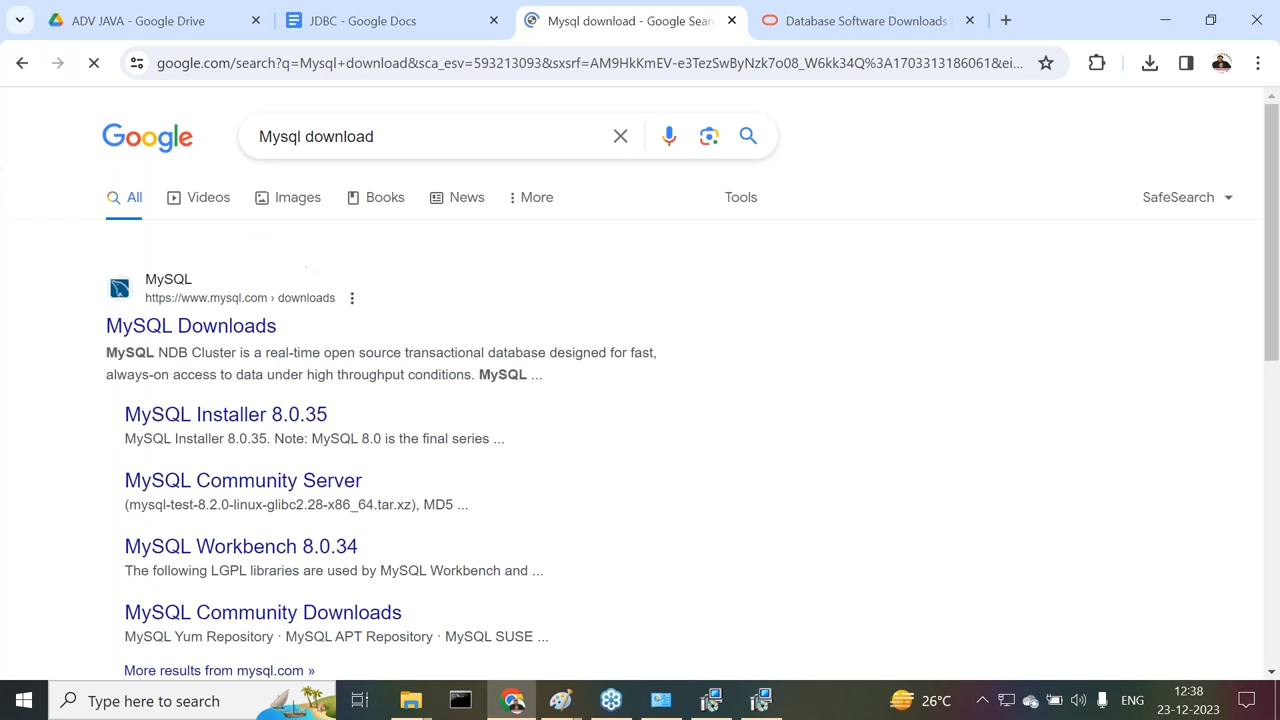 ADV JAVA - Google Drive
JDBC - Google Docs
Mysql download - Google Sear
Database Software Downloads
google.com/search?q=Mysql+download&sca_esv=593213093&sxsrf=AM9HkKmEV-e3TezSwByNzk7o08_W6kk34Q%3A1703313186061&ei...
Google
Mysql download
All
Videos
Images
Books
News
More
Tools
SafeSearch
MySQL
https://www.mysql.com › downloads
MySQL Downloads
MySQL NDB Cluster is a real-time open source transactional database designed for fast,
always-on access to data under high throughput conditions. MySQL ...
MySQL Installer 8.0.35
MySQL Installer 8.0.35. Note: MySQL 8.0 is the final series ...
MySQL Community Server
(mysql-test-8.2.0-linux-glibc2.28-x86_64.tar.xz), MD5 ...
MySQL Workbench 8.0.34
The following LGPL libraries are used by MySQL Workbench and ...
MySQL Community Downloads
MySQL Yum Repository · MySQL APT Repository · MySQL SUSE ...
More results from mysql.com »
Type here to search
26°C
ENG
12:38
23-12-2023